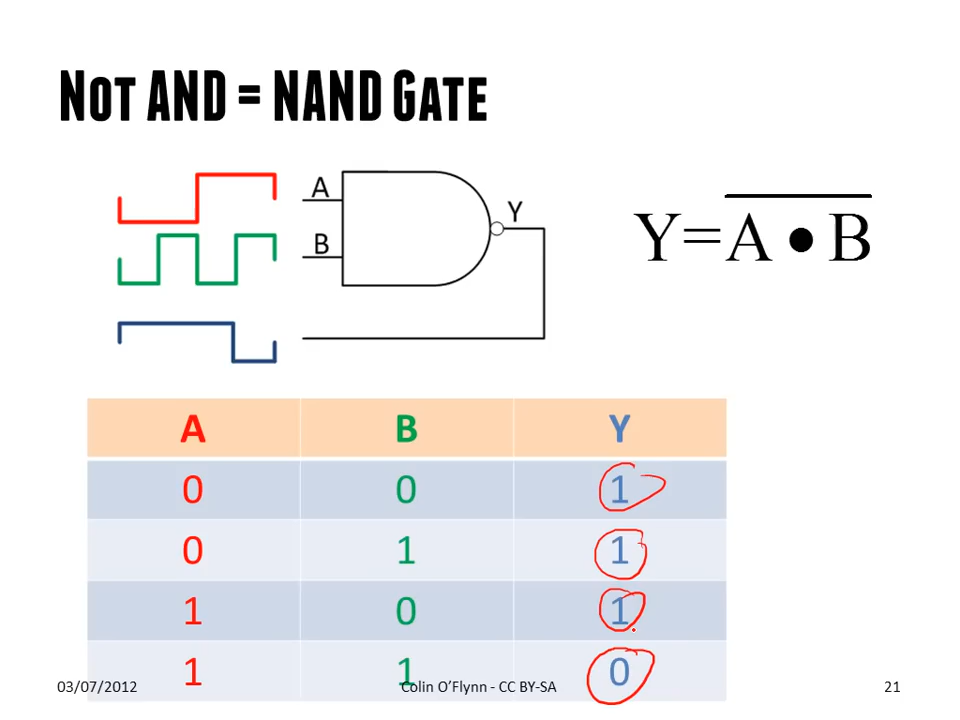 NOT AND = NAND GATE
A
B
Y
Y=A • B
A B Y
0 0 1
0 1 1
1 0 1
1 1 0
03/07/2012 Colin O'Flynn - CC BY-SA 21